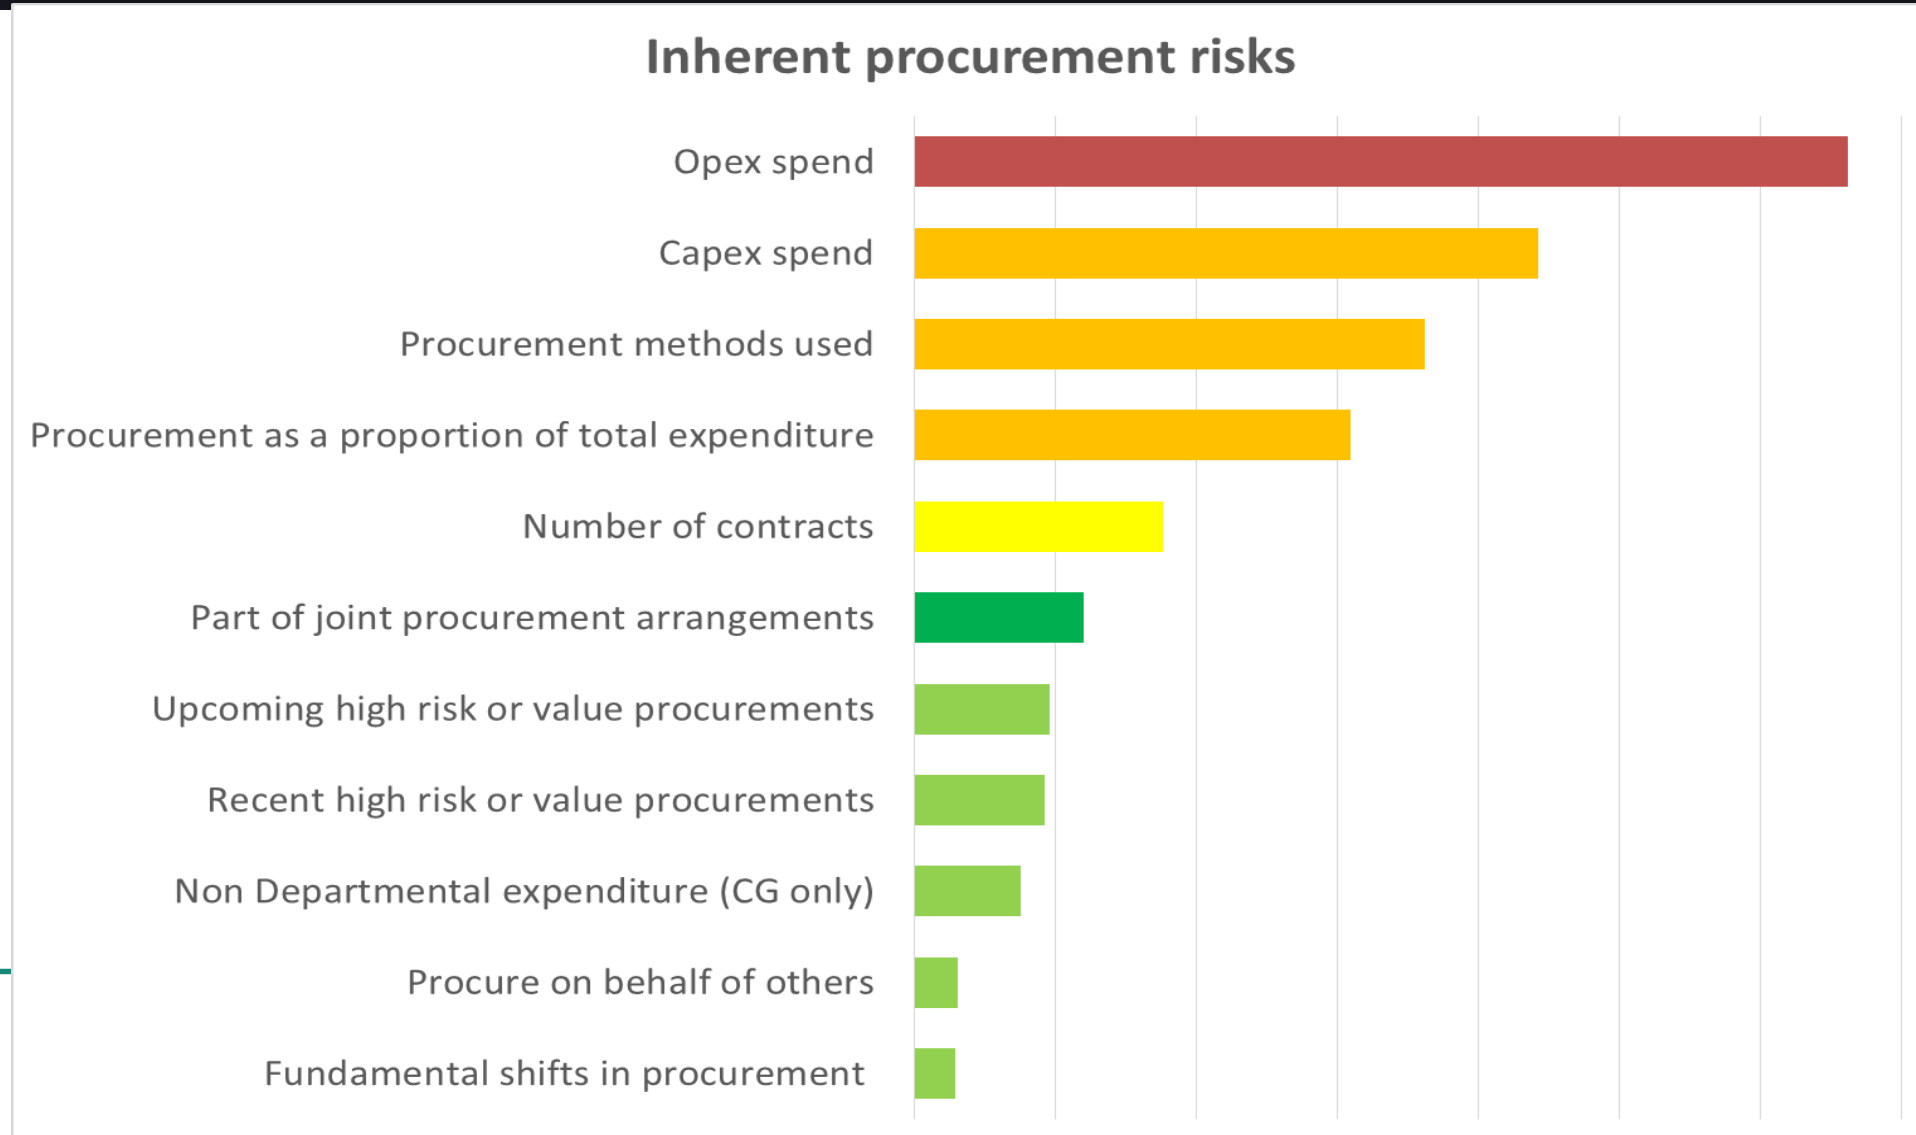 Inherent procurement risks
Opex spend
Capex spend
Procurement methods used
Procurement as a proportion of total expenditure
Number of contracts
Part of joint procurement arrangements
Upcoming high risk or value procurements
Recent high risk or value procurements
Non Departmental expenditure (CG only)
Procure on behalf of others
Fundamental shifts in procurement